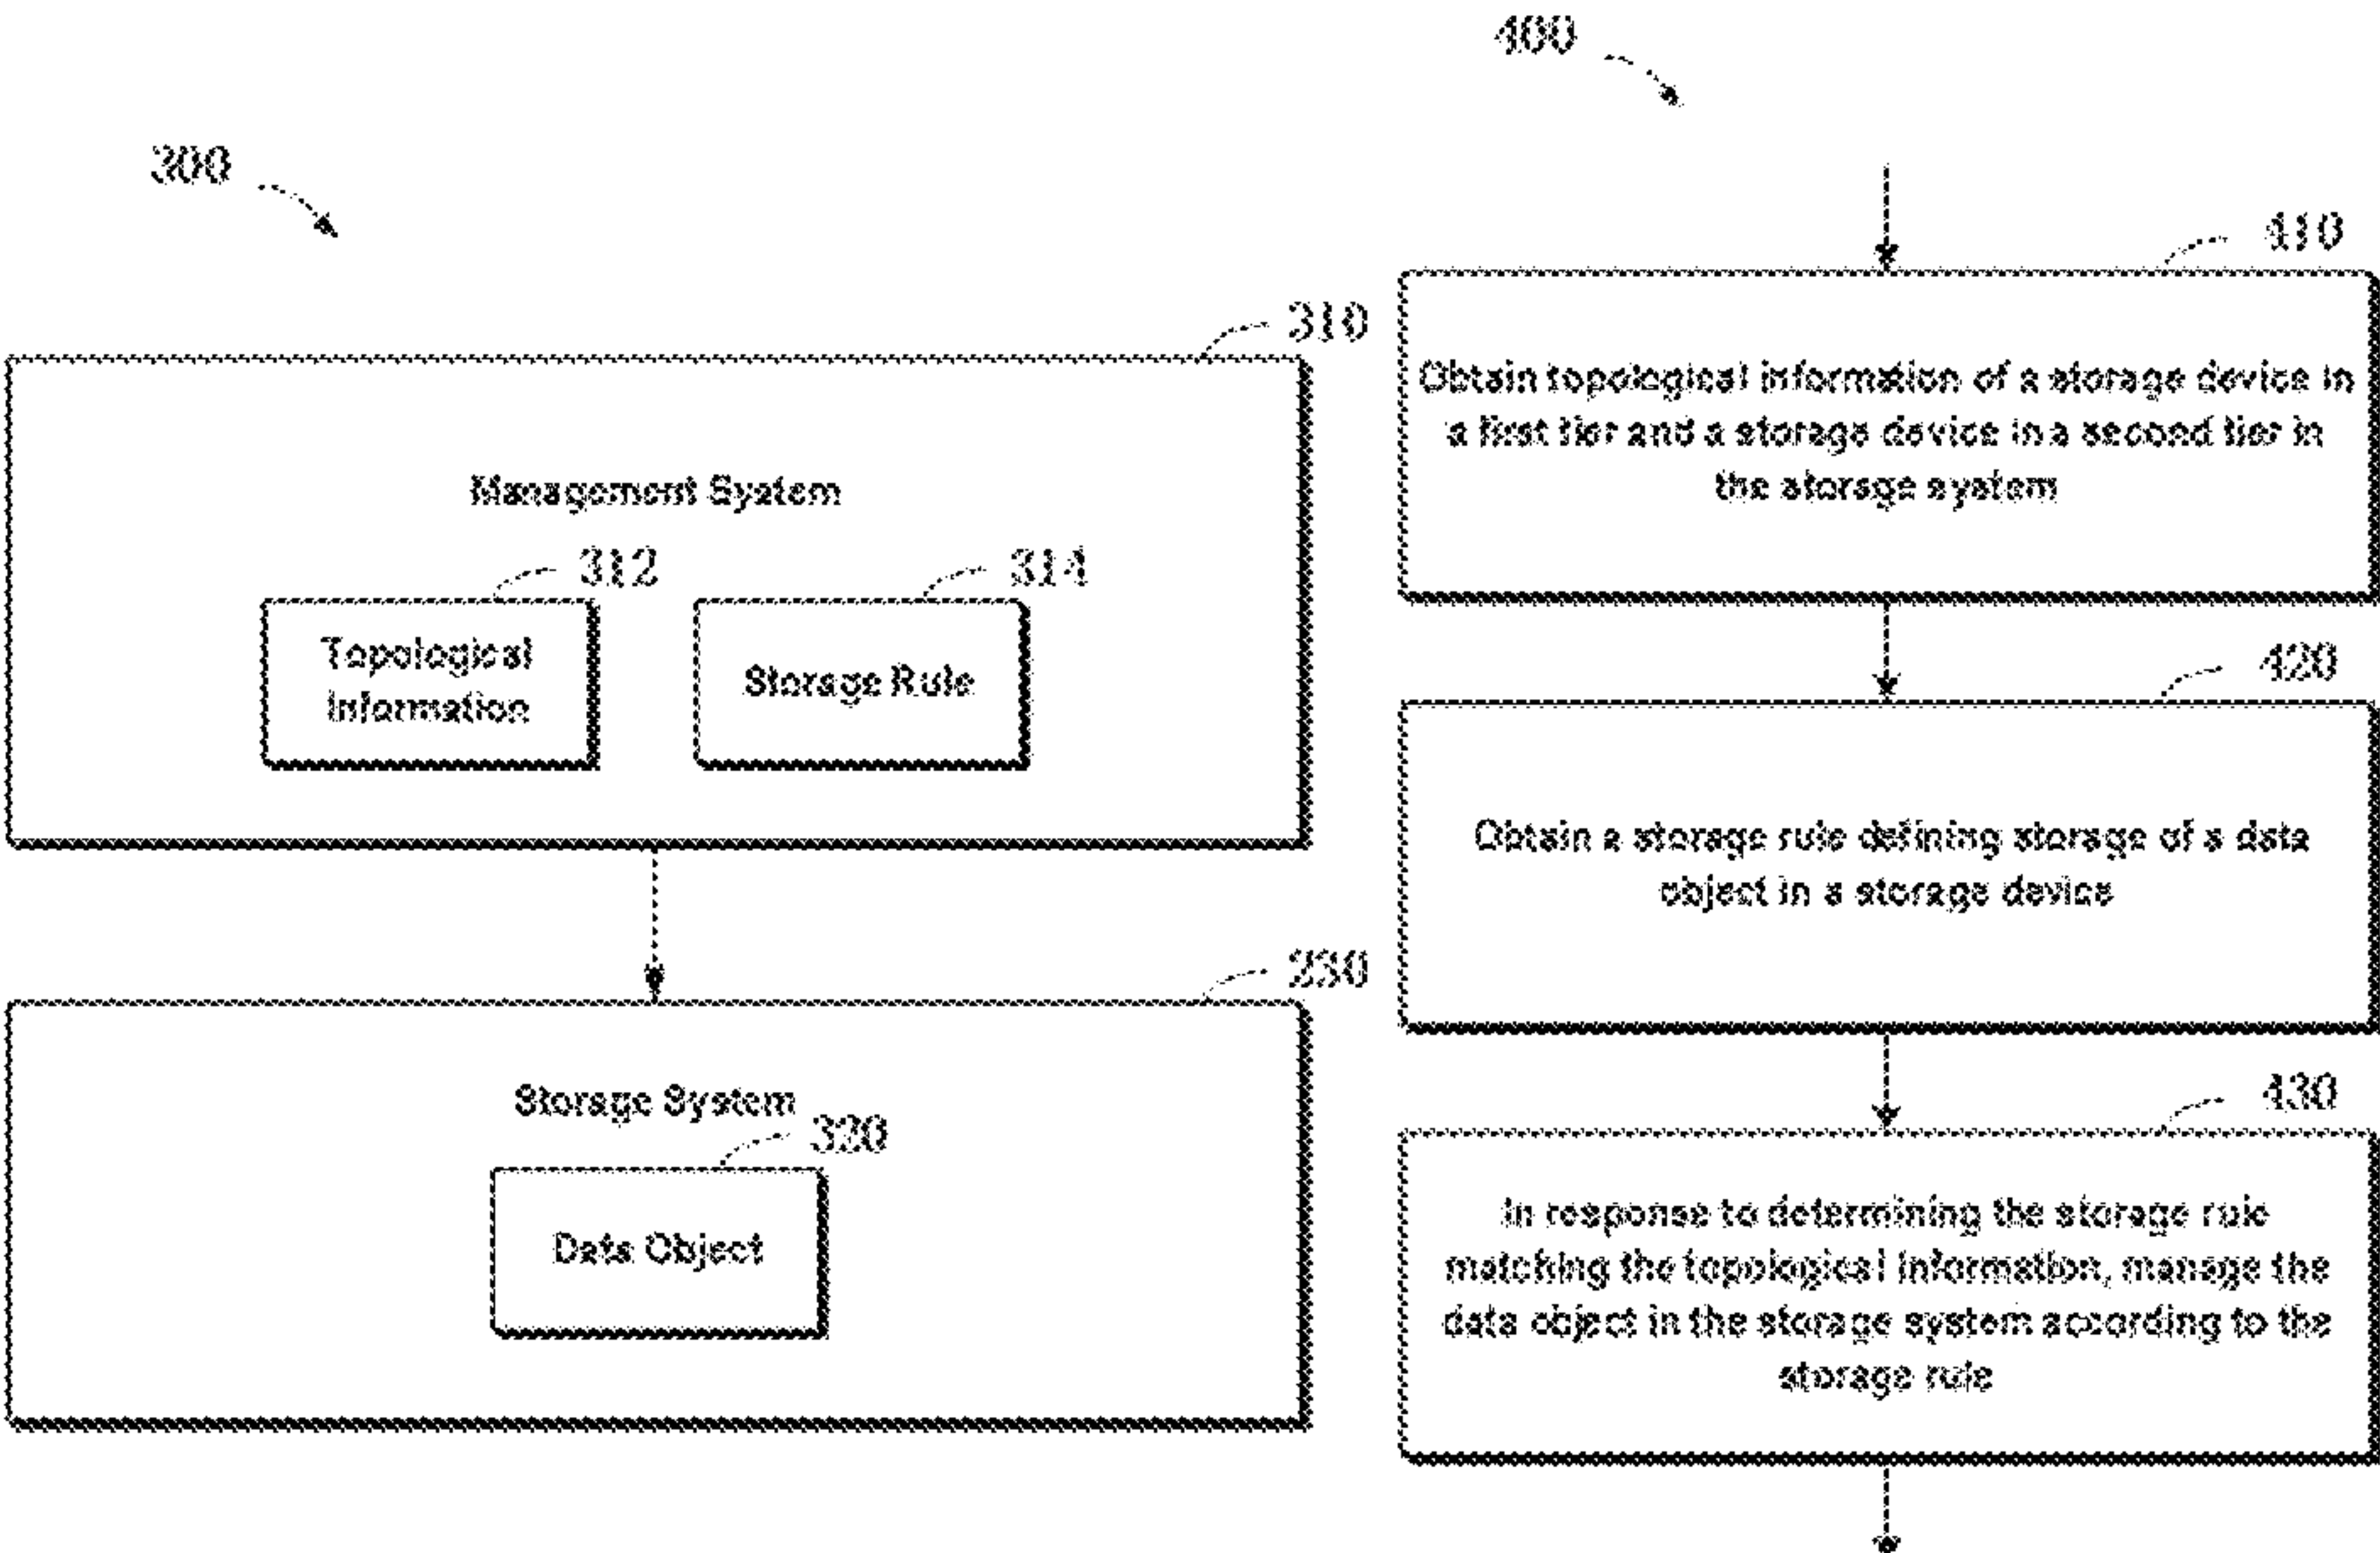 300
310
Management System
312
314
Topological
Information
Storage Rule
230
Storage System
320
Data Object
400
410
Obtain topological information of a storage device in
a first tier and a storage device in a second tier in
the storage system
420
Obtain a storage rule defining storage of a data
object in a storage device
430
In response to determining the storage rule
matching the topological information, manage the
data object in the storage system according to the
storage rule